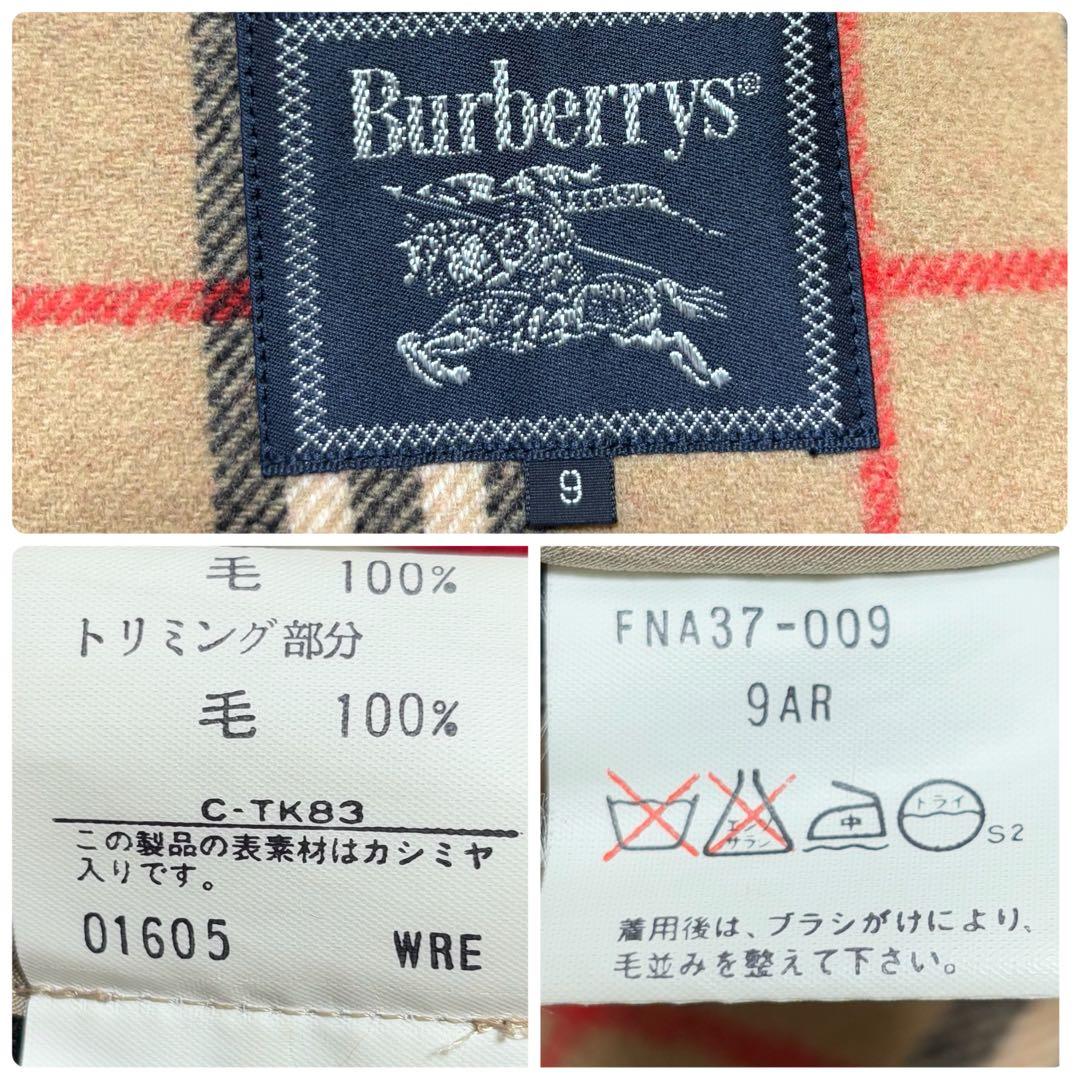 Burberrys®
9
毛 100%
トリミング部分
毛 100%
C-TK83
この製品の表素材はカシミヤ
入りです。
01605 WRE
FNA37-009
9AR
エンソ
サラシ
中
ドライ
S2
着用後は、ブラシがけにより、
毛並みを整えて下さい。